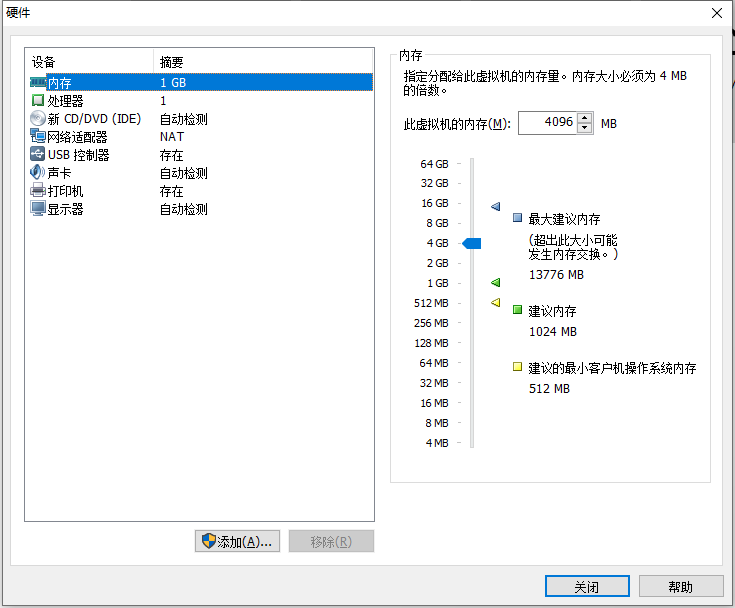 硬件
设备 摘要
内存 1 GB
处理器 1
新 CD/DVD (IDE) 自动检测
网络适配器 NAT
USB 控制器 存在
声卡 自动检测
打印机 存在
显示器 自动检测
添加(A)...
移除(R)
内存
指定分配给此虚拟机的内存量。内存大小必须为 4 MB
的倍数。
此虚拟机的内存(M): 4096 MB
64 GB
32 GB
16 GB
8 GB
4 GB
2 GB
1 GB
512 MB
256 MB
128 MB
64 MB
32 MB
16 MB
8 MB
4 MB
最大建议内存
(超出此大小可能
发生内存交换。)
13776 MB
建议内存
1024 MB
建议的最小客户机操作系统内存
512 MB
关闭
帮助